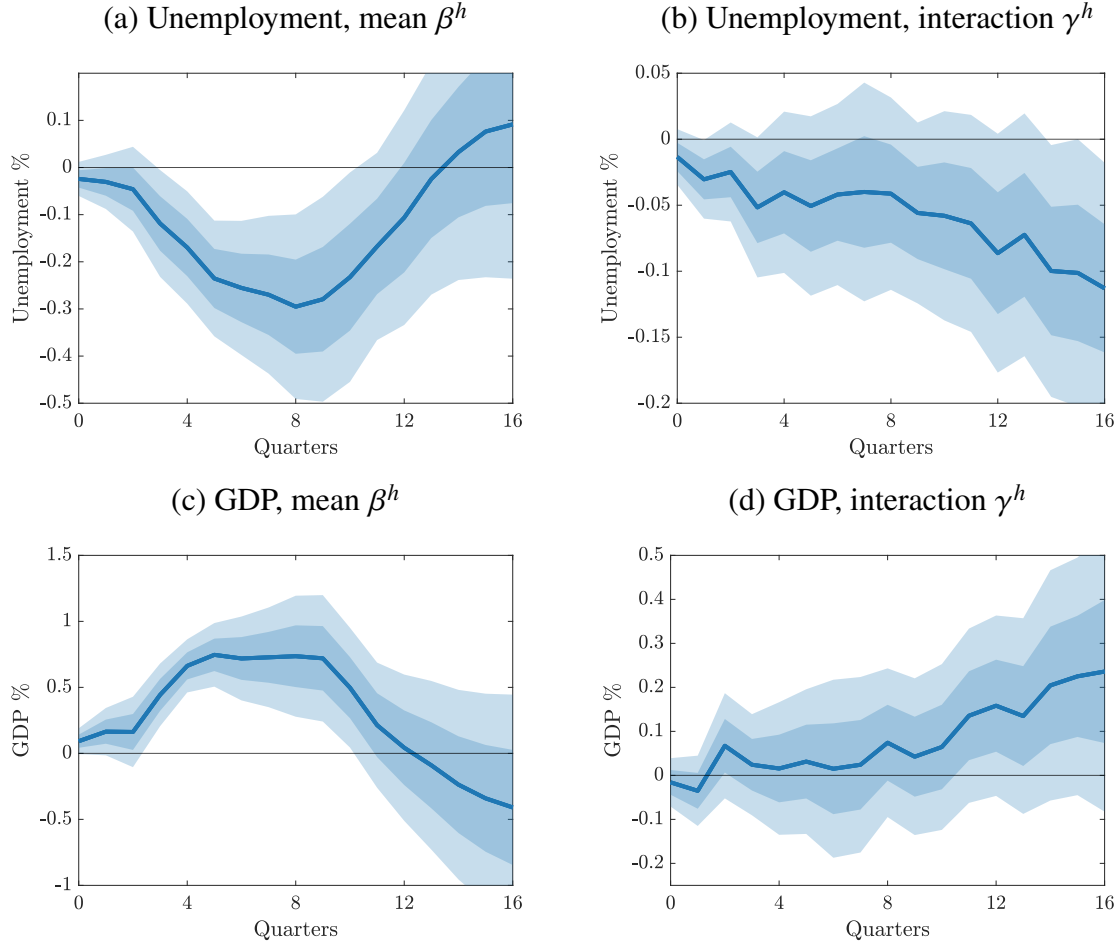 (a) Unemployment, mean β^h
0.1
0
-0.1
-0.2
-0.3
-0.4
-0.5
Unemployment %
0 4 8 12 16
Quarters
(b) Unemployment, interaction γ^h
0.05
0
-0.05
-0.1
-0.15
-0.2
Unemployment %
0 4 8 12 16
Quarters
(c) GDP, mean β^h
1.5
1
0.5
0
-0.5
-1
GDP %
0 4 8 12 16
Quarters
(d) GDP, interaction γ^h
0.5
0.4
0.3
0.2
0.1
0
-0.1
-0.2
GDP %
0 4 8 12 16
Quarters